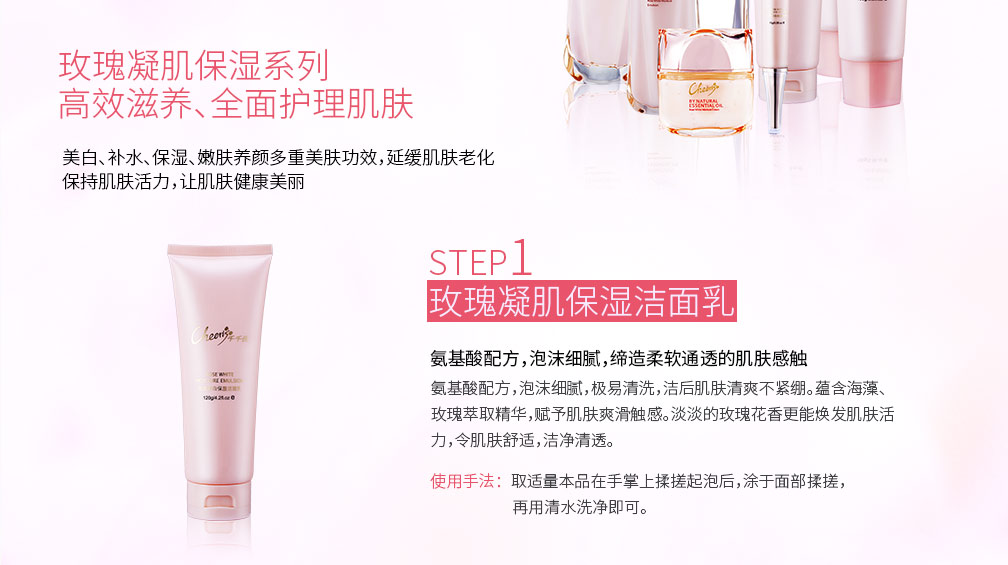 玫瑰凝肌保湿系列
高效滋养、全面护理肌肤
美白、补水、保湿、嫩肤养颜多重美肤功效,延缓肌肤老化
保持肌肤活力,让肌肤健康美丽
BY NATURAL
ESSENTIAL OIL
STEP1
玫瑰凝肌保湿洁面乳
氨基酸配方,泡沫细腻,缔造柔软通透的肌肤感触
氨基酸配方,泡沫细腻,极易清洗,洁后肌肤清爽不紧绷。蕴含海藻、
玫瑰萃取精华,赋予肌肤爽滑触感。淡淡的玫瑰花香更能焕发肌肤活
力,令肌肤舒适,洁净清透。
使用手法：取适量本品在手掌上揉搓起泡后,涂于面部揉搓,
再用清水洗净即可。
120g/4.2fl.oz